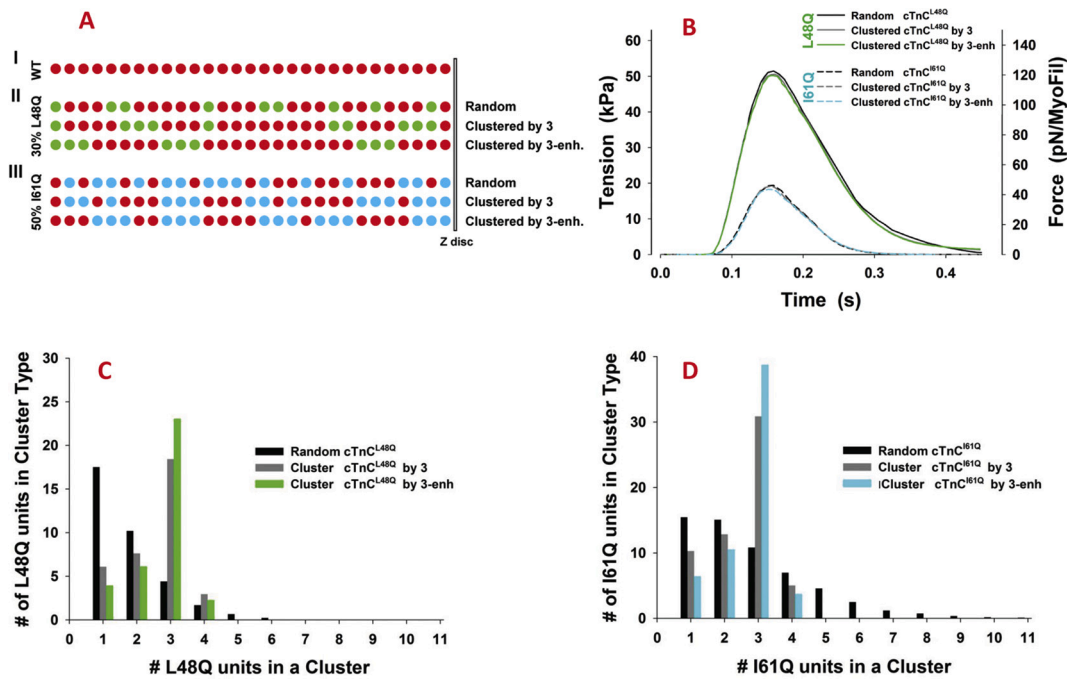 A
I
WT
II
30% L48Q
Random
Clustered by 3
Clustered by 3-enh.
III
50% I61Q
Random
Clustered by 3
Clustered by 3-enh.
Z disc
B
L48Q
Random cTnC^L48Q
Clustered cTnC^L48Q by 3
Clustered cTnC^L48Q by 3-enh
I61Q
Random cTnC^I61Q
Clustered cTnC^I61Q by 3
Clustered cTnC^I61Q by 3-enh
Tension (kPa)
60
50
40
30
20
10
0
Force (pN/MyoFil)
140
120
100
80
60
40
20
0
0.0 0.1 0.2 0.3 0.4
Time (s)
C
# of L48Q units in Cluster Type
30
25
20
15
10
5
0
Random cTnC^L48Q
Cluster cTnC^L48Q by 3
Cluster cTnC^L48Q by 3-enh
0 1 2 3 4 5 6 7 8 9 10 11
# L48Q units in a Cluster
D
# of I61Q units in Cluster Type
40
30
20
10
0
Random cTnC^I61Q
Cluster cTnC^I61Q by 3
ICluster cTnC^I61Q by 3-enh
0 1 2 3 4 5 6 7 8 9 10 11
# I61Q units in a Cluster